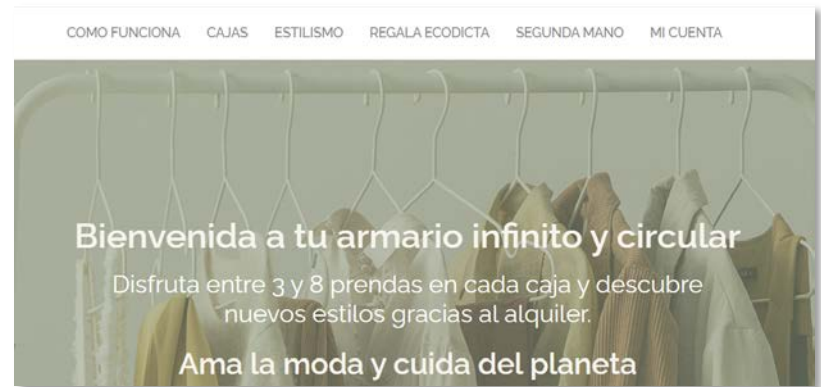 COMO FUNCIONA CAJAS ESTILISMO REGALA ECODICTA SEGUNDA MANO MI CUENTA
Bienvenida a tu armario infinito y circular
Disfruta entre 3 y 8 prendas en cada caja y descubre
nuevos estilos gracias al alquiler.
Ama la moda y cuida del planeta